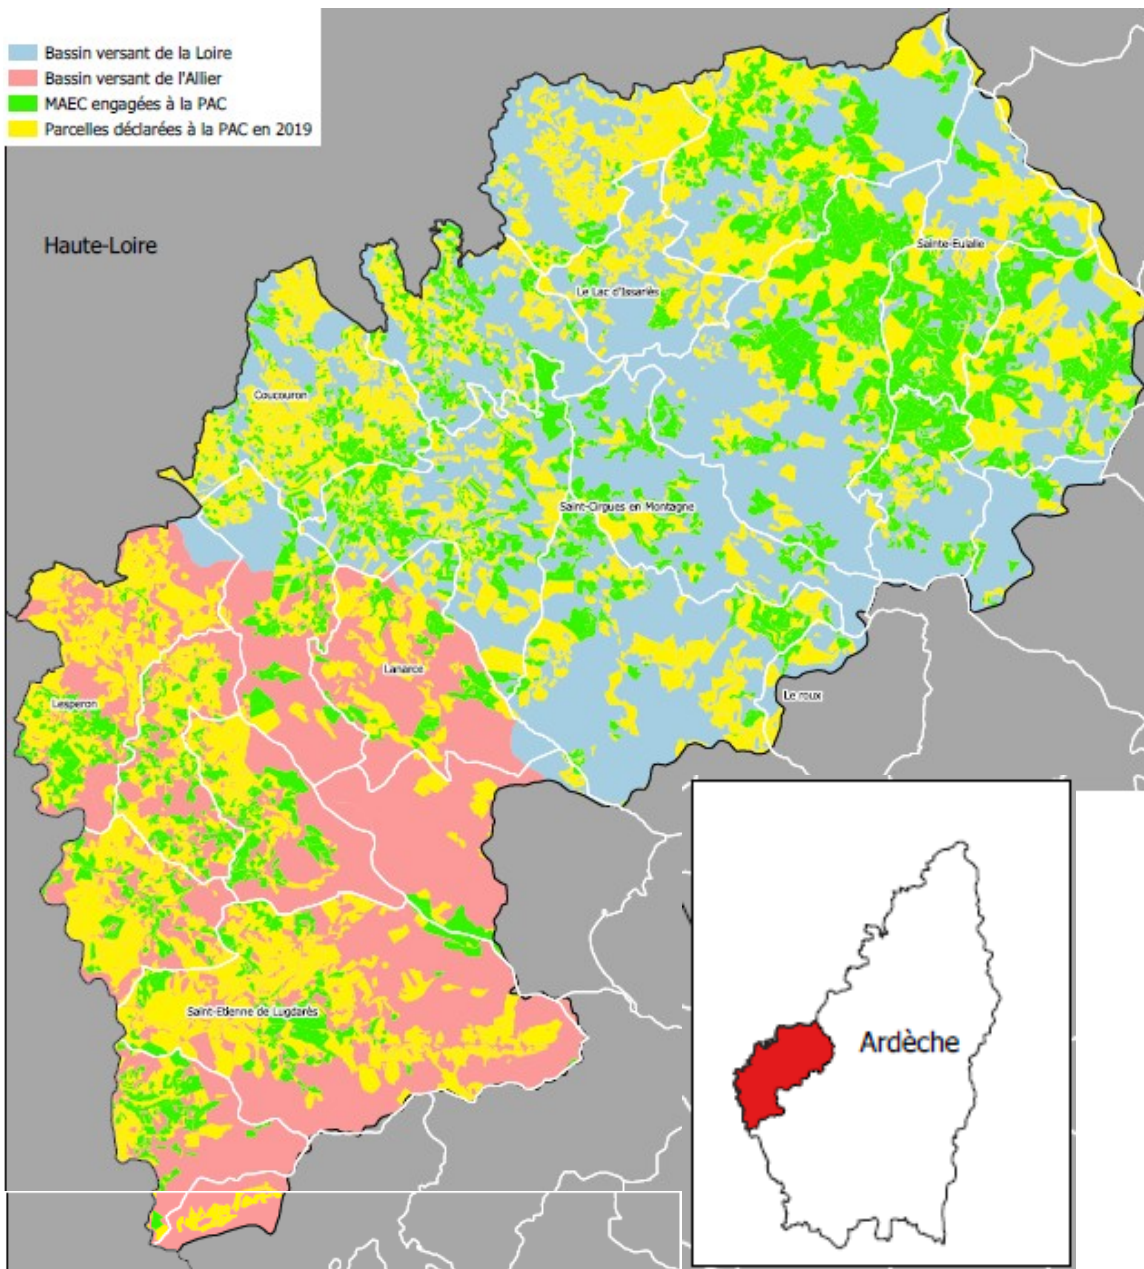 Bassin versant de la Loire
Bassin versant de l'Allier
MAEC engagées à la PAC
Parcelles déclarées à la PAC en 2019
Haute-Loire
Sainte-Eulalie
Le Lac d'Issarlès
Coucouron
Saint-Cirgues en Montagne
Lanarce
Le roux
Lesperon
Saint-Etienne de Lugdarès
Ardèche